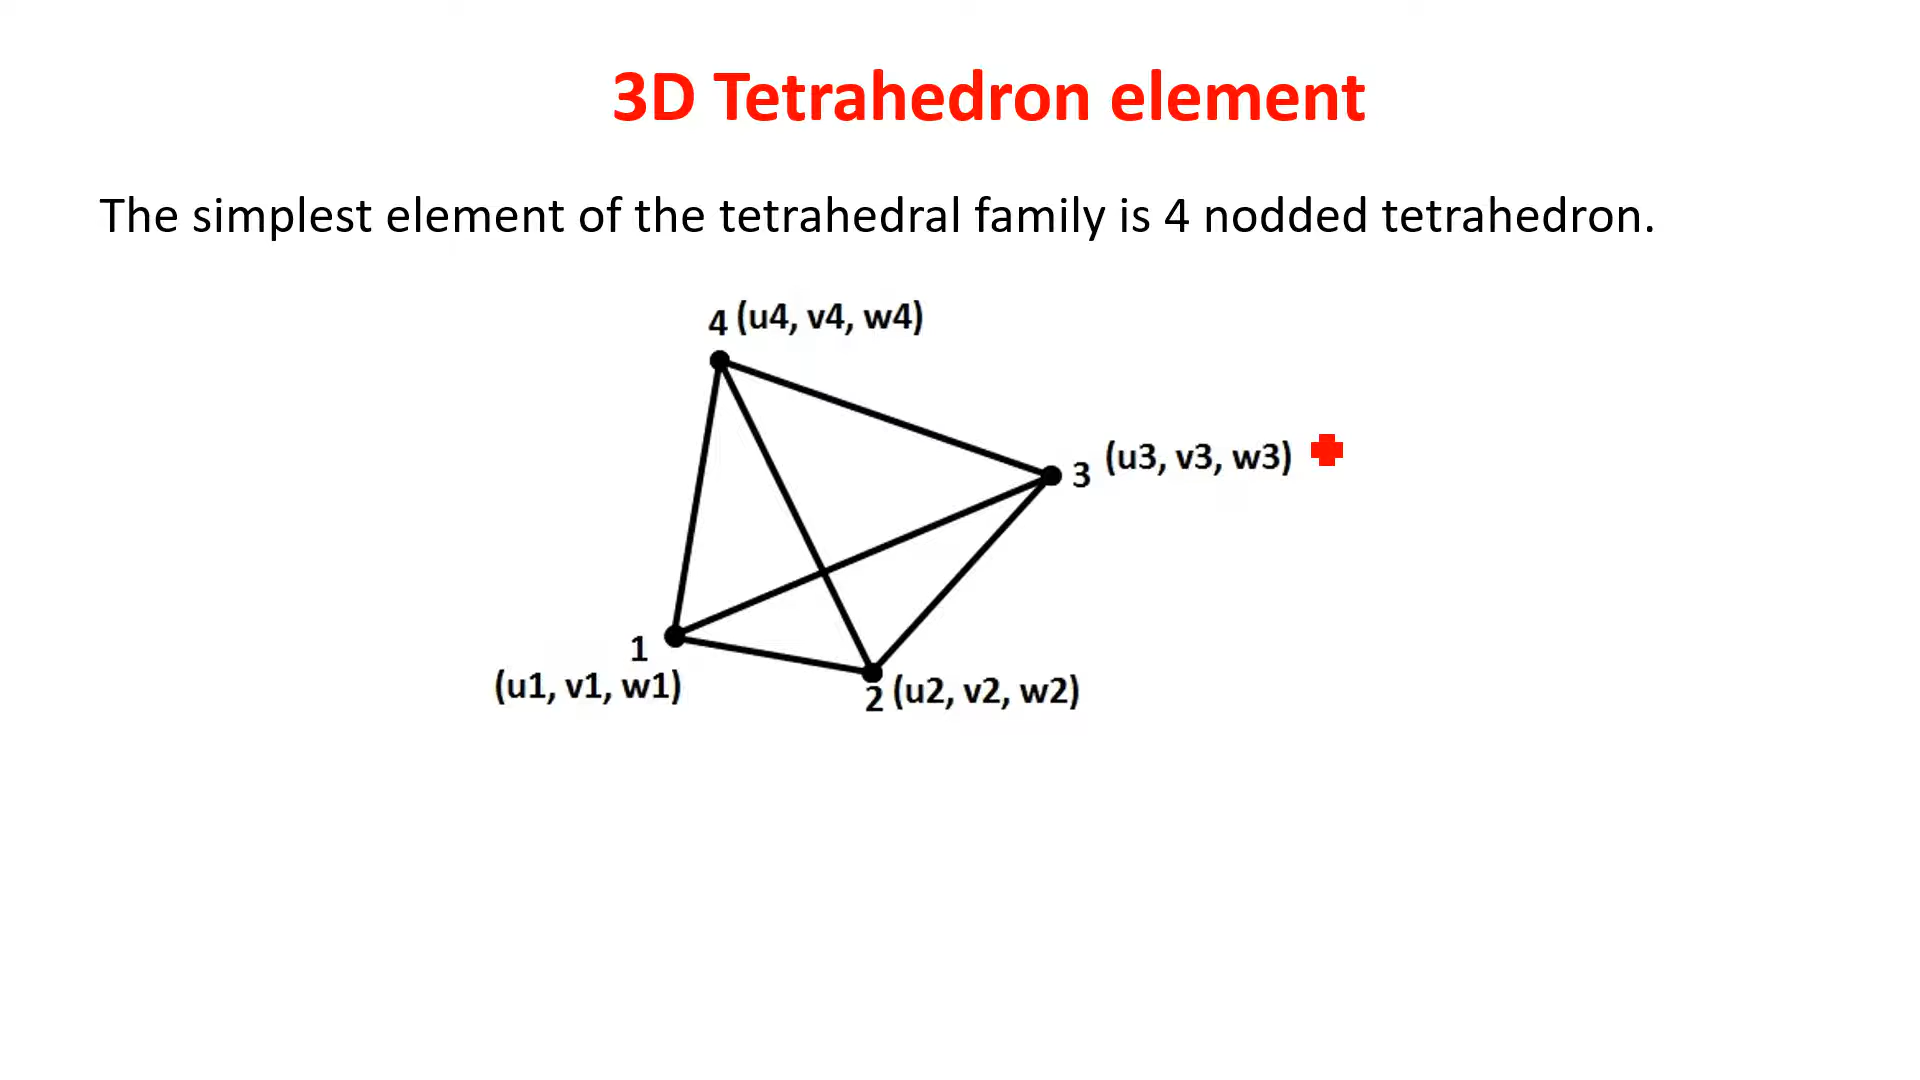 3D Tetrahedron element
The simplest element of the tetrahedral family is 4 nodded tetrahedron.
4 (u4, v4, w4)
3 (u3, v3, w3)
1
(u1, v1, w1)
2 (u2, v2, w2)